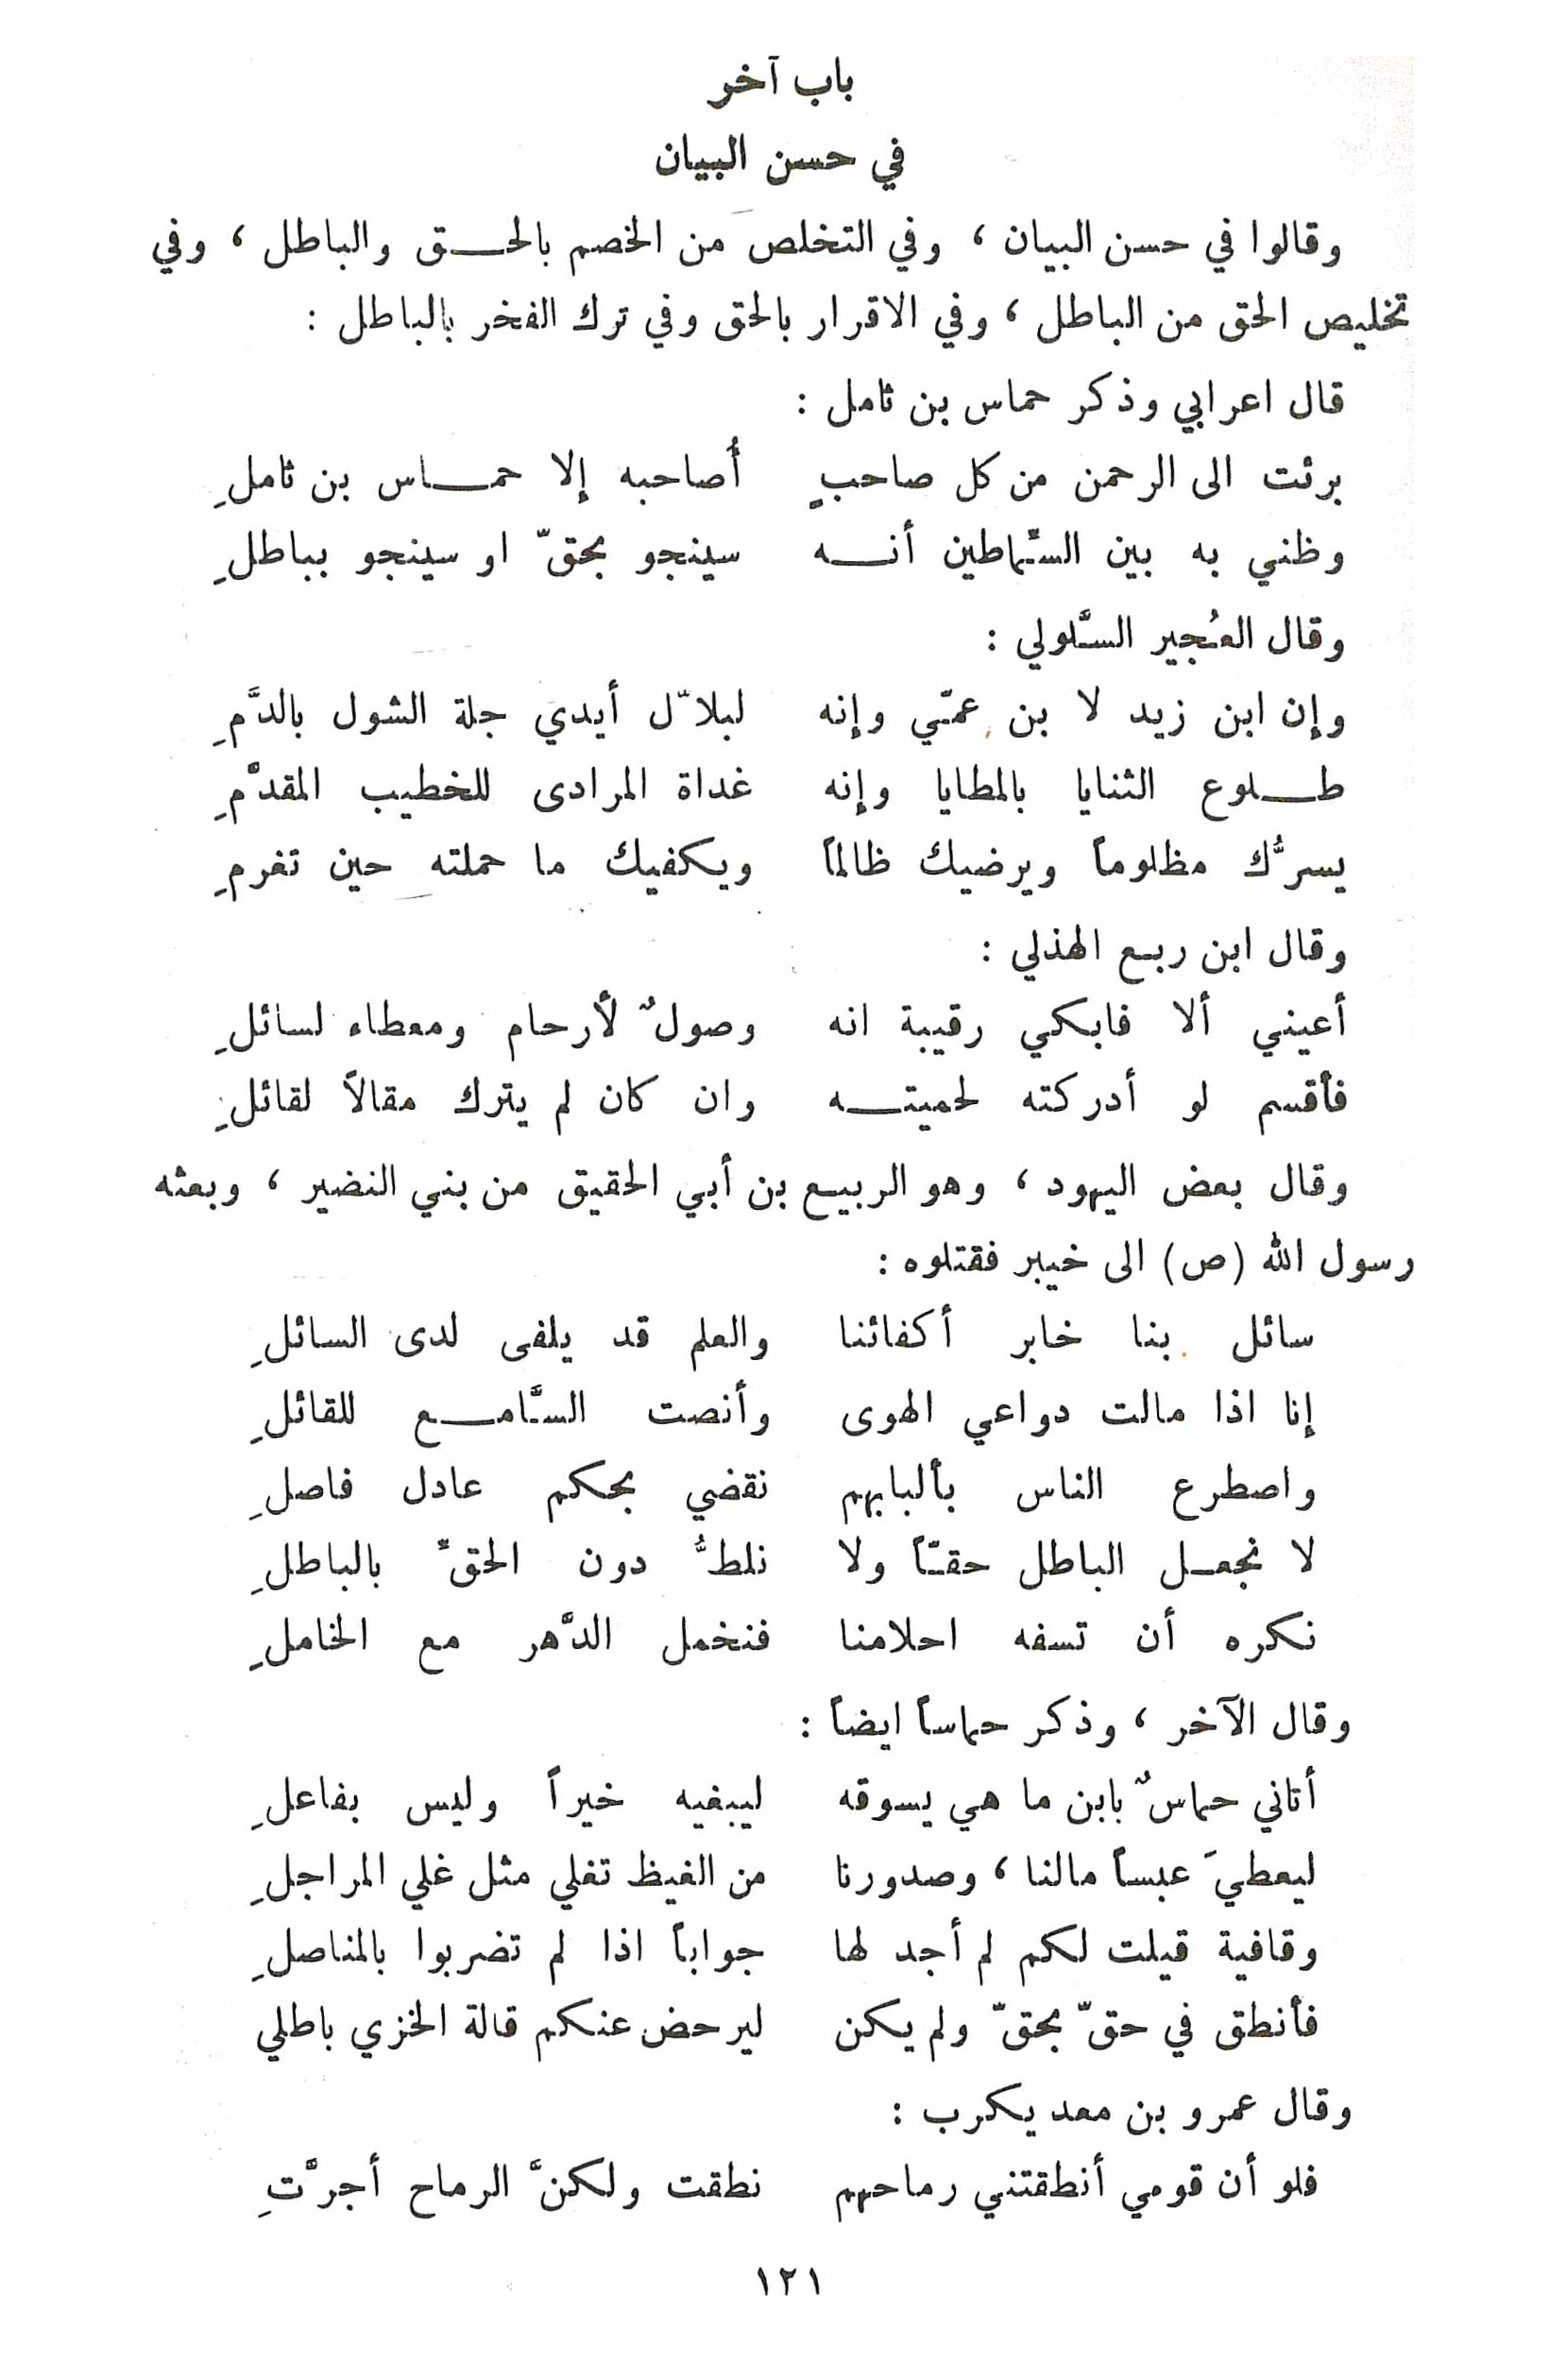 باب آخر
في حسن البيان
وقالوا في حسن البيان ، وفي التخلص من الخصم بالحــق والباطل ، وفي
تخليص الحق من الباطل ، وفي الاقرار بالحق وفي ترك الفخر بالباطل :
قال اعرابي وذكر حماس بن ثامل :
برئت الى الرحمن من كل صاحبٍ أُصاحبه إلا حمــاس بن ثاملِ
وظني به بين السّماطين أنــه سينجو بحقّ او سينجو بباطلِ
وقال العُجير السَّلولي :
وإن ابن زيد لا بن عمّي وإنه لبلاّل أيدي جلة الشول بالدَّمِ
طــلوع الثنايا بالمطايا وإنه غداة المرادى للخطيب المقدّمِ
يسرُّك مظلوماً ويرضيك ظالماً ويكفيك ما حملته حين تغرمِ
وقال ابن ربع الهذلي :
أعيني ألا فابكي رقيبة انه وصولٌ لأرحام ومعطاء لسائلِ
فأقسم لو أدركته لحميتــه وان كان لم يترك مقالاً لقائلِ
وقال بعض اليهود ، وهو الربيع بن أبي الحقيق من بني النضير ، وبعثه
رسول الله (ص) الى خيبر فقتلوه :
سائل بنا خابر أكفائنا والعلم قد يلفى لدى السائلِ
إنا اذا مالت دواعي الهوى وأنصت السَّامــع للقائلِ
واصطرع الناس بألبابهم نقضي بحكم عادل فاصلِ
لا نجعـل الباطل حقـّاً ولا نلطُّ دون الحقّ بالباطلِ
نكره أن تسفه احلامنا فنخمل الدَّهر مع الخاملِ
وقال الآخر ، وذكر حماساً ايضاً :
أتاني حماسٌ بابن ما هي يسوقه ليبغيه خيراً وليس بفاعلِ
ليعطيَ عبساً مالنا ، وصدورنا من الغيظ تغلي مثل غلي المراجلِ
وقافية قيلت لكم لم أجد لها جواباً اذا لم تضربوا بالمناصلِ
فأنطق في حقّ بحقّ ولم يكن ليرحض عنكم قالة الخزي باطلي
وقال عمرو بن معد يكرب :
فلو أن قومي أنطقتني رماحهم نطقت ولكنَّ الرماح أجرَّتِ
١٢١